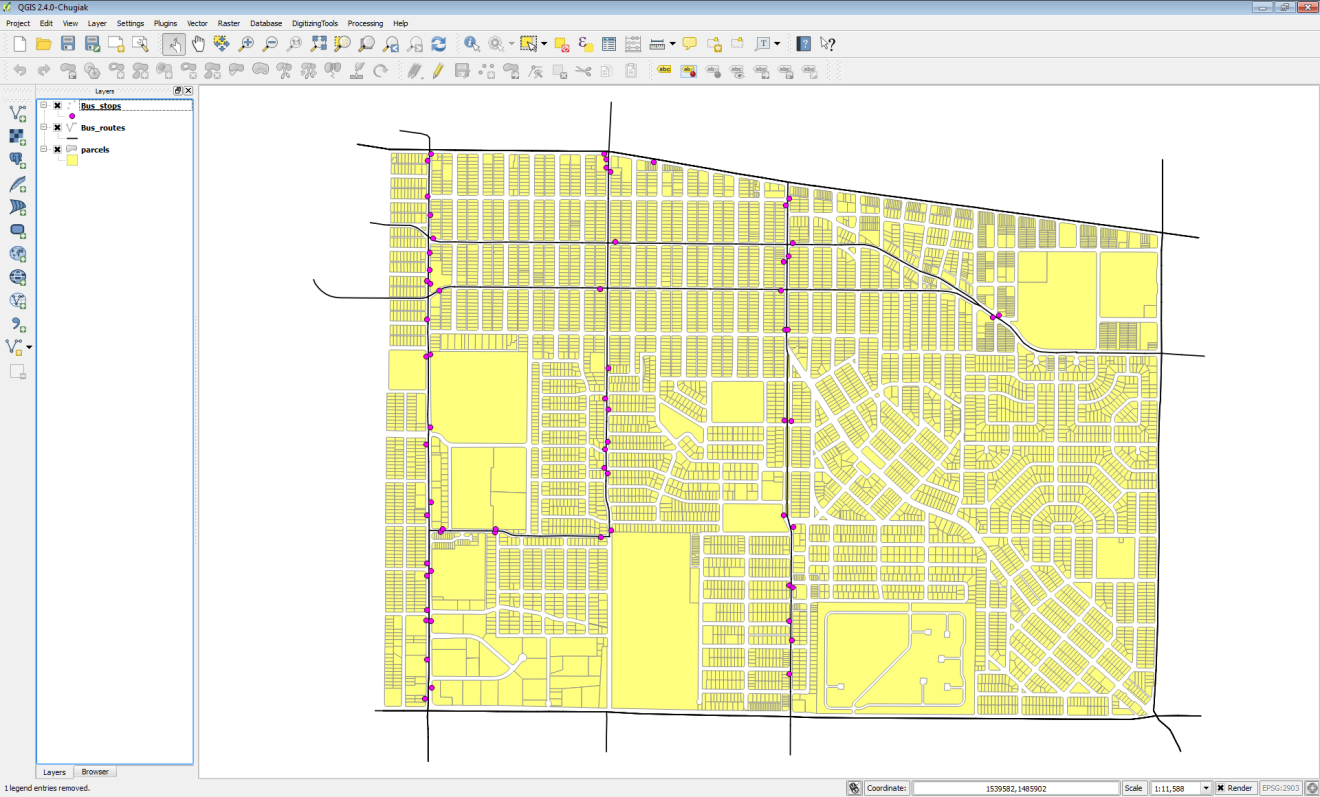 QGIS 2.4.0-Chugiak
Project Edit View Layer Settings Plugins Vector Raster Database DigitizingTools Processing Help
Layers
Bus_stops
Bus_routes
parcels
Layers Browser
1 legend entries removed.
Coordinate: 1539582,1485902 Scale 1:11,588 Render EPSG:2903